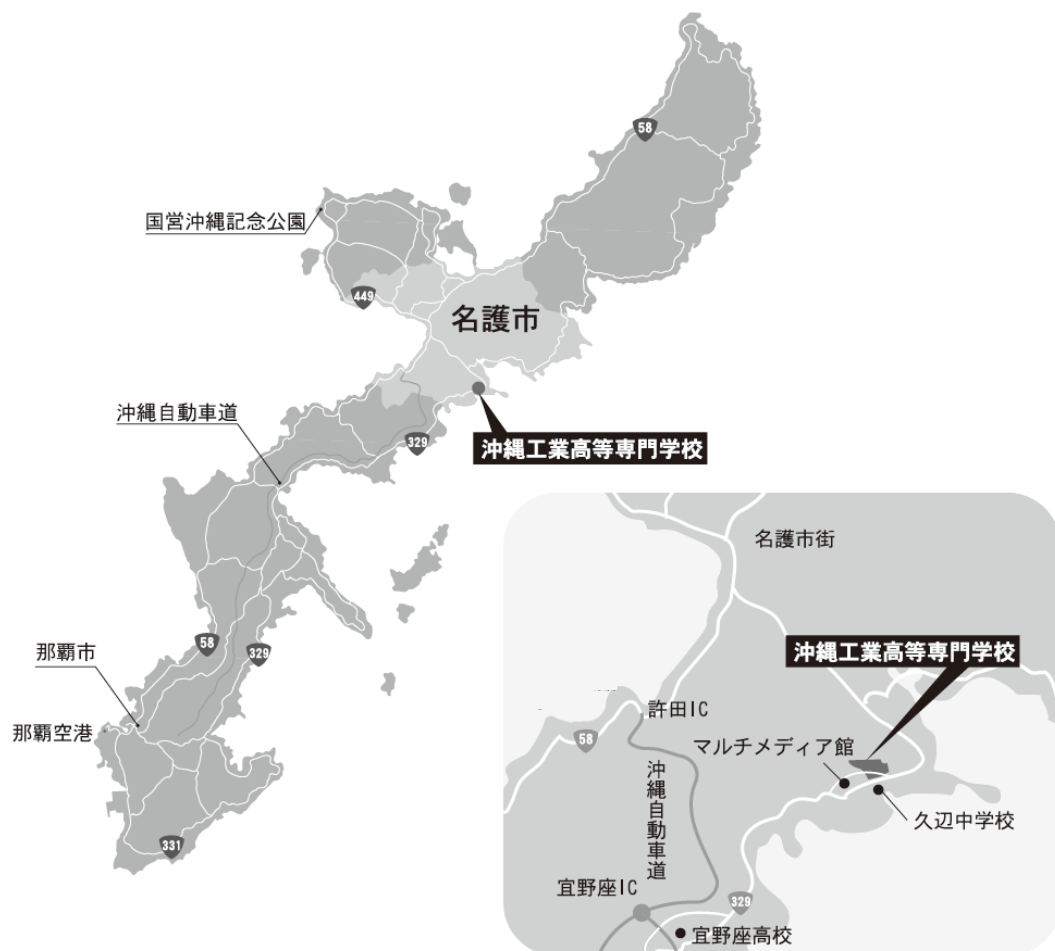 58
国営沖縄記念公園
449
名護市
沖縄自動車道
329
沖縄工業高等専門学校
58
329
那覇市
那覇空港
331
名護市街
沖縄工業高等専門学校
許田IC
58
マルチメディア館
沖縄自動車道
久辺中学校
宜野座IC
329
宜野座高校